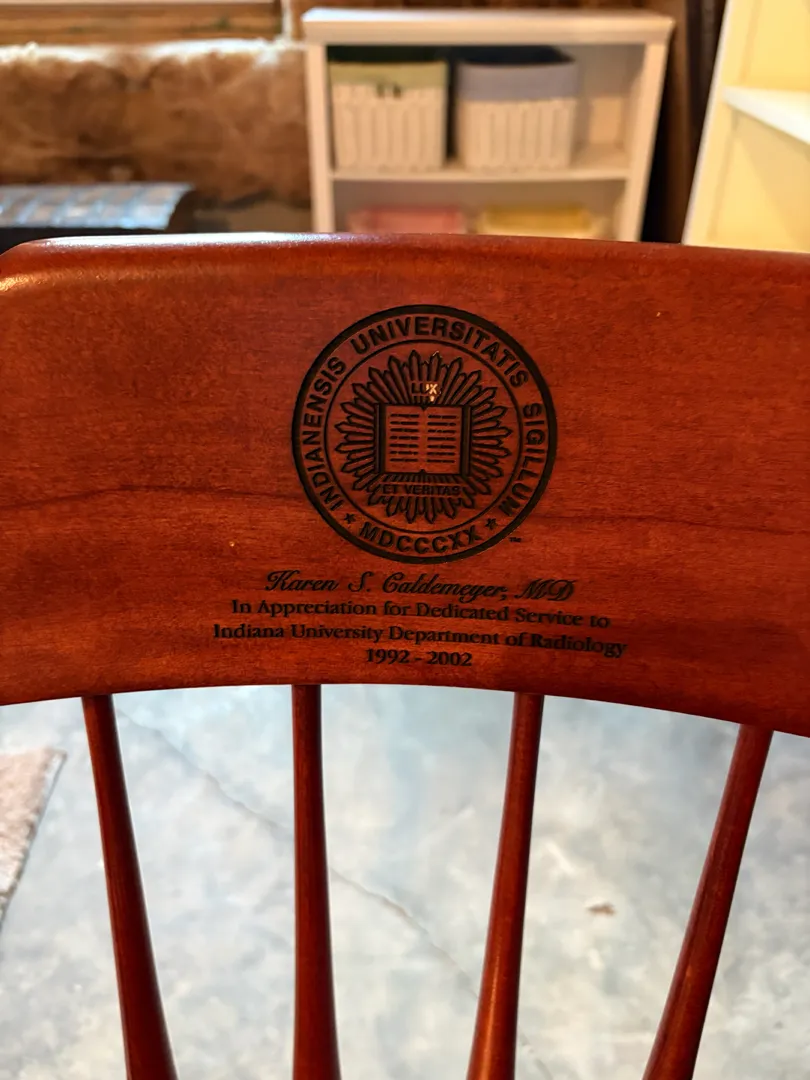 INDIANENSIS UNIVERSITATIS SIGILLUM
LUX
ET VERITAS
★ MDCCCXX ★
™
Karen S. Caldemeyer, MD
In Appreciation for Dedicated Service to
Indiana University Department of Radiology
1992 - 2002